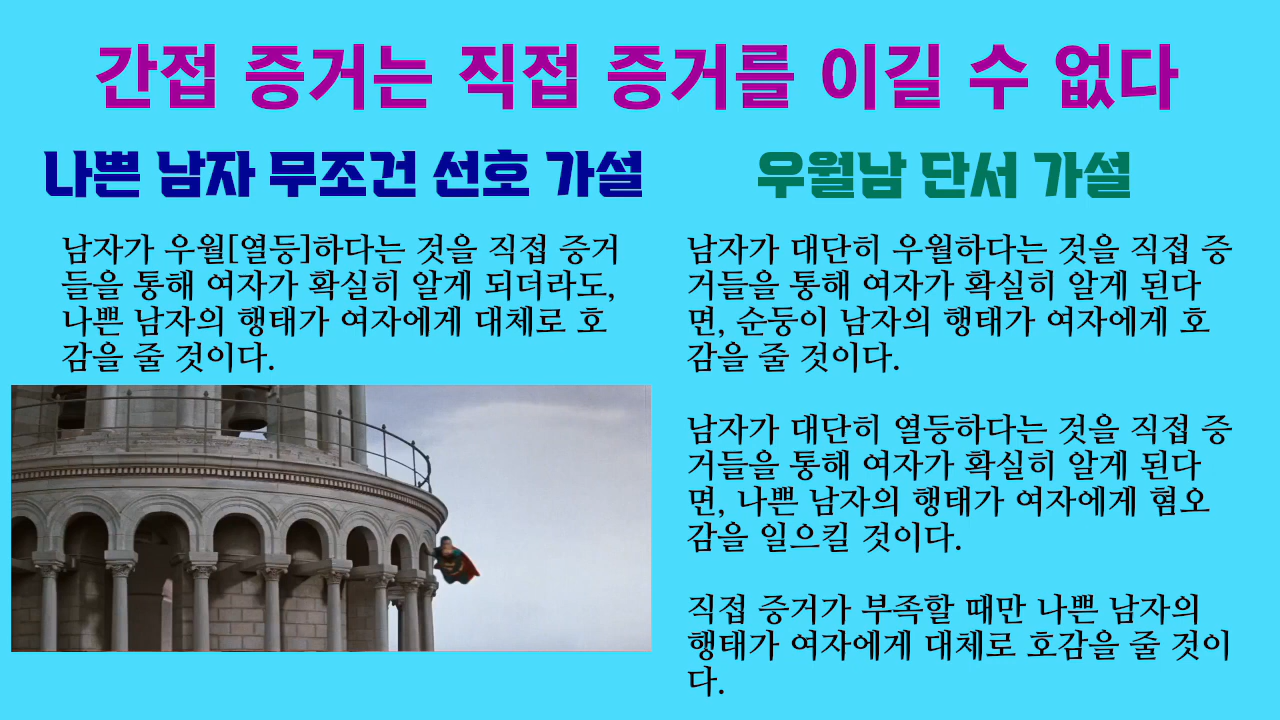 간접 증거는 직접 증거를 이길 수 없다
나쁜 남자 무조건 선호 가설
남자가 우월[열등]하다는 것을 직접 증거
들을 통해 여자가 확실히 알게 되더라도,
나쁜 남자의 행태가 여자에게 대체로 호
감을 줄 것이다.
우월남 단서 가설
남자가 대단히 우월하다는 것을 직접 증
거들을 통해 여자가 확실히 알게 된다
면, 순둥이 남자의 행태가 여자에게 호
감을 줄 것이다.
남자가 대단히 열등하다는 것을 직접 증
거들을 통해 여자가 확실히 알게 된다
면, 나쁜 남자의 행태가 여자에게 혐오
감을 일으킬 것이다.
직접 증거가 부족할 때만 나쁜 남자의
행태가 여자에게 대체로 호감을 줄 것이
다.